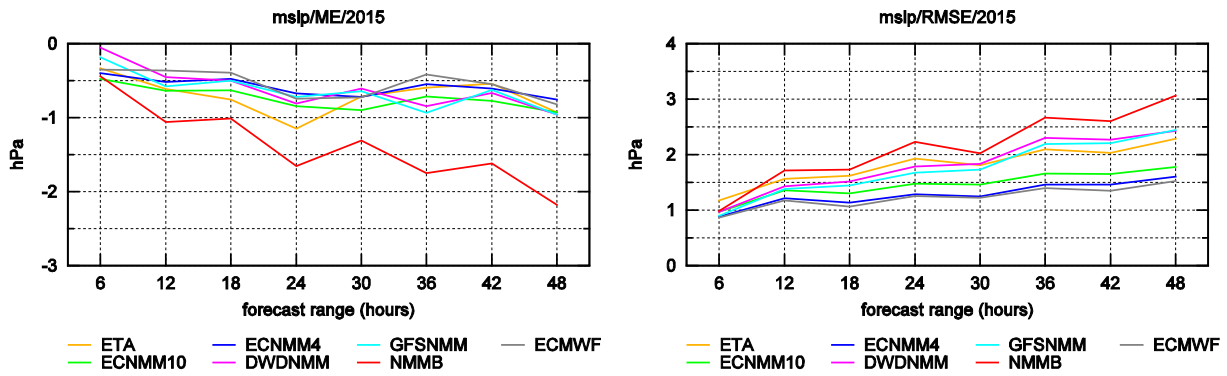 mslp/ME/2015
0
-1
-2
-3
hPa
6 12 18 24 30 36 42 48
forecast range (hours)
ETA ECNMM4 GFSNMM ECMWF
ECNMM10 DWDNMM NMMB
mslp/RMSE/2015
4
3
2
1
0
hPa
6 12 18 24 30 36 42 48
forecast range (hours)
ETA ECNMM4 GFSNMM ECMWF
ECNMM10 DWDNMM NMMB